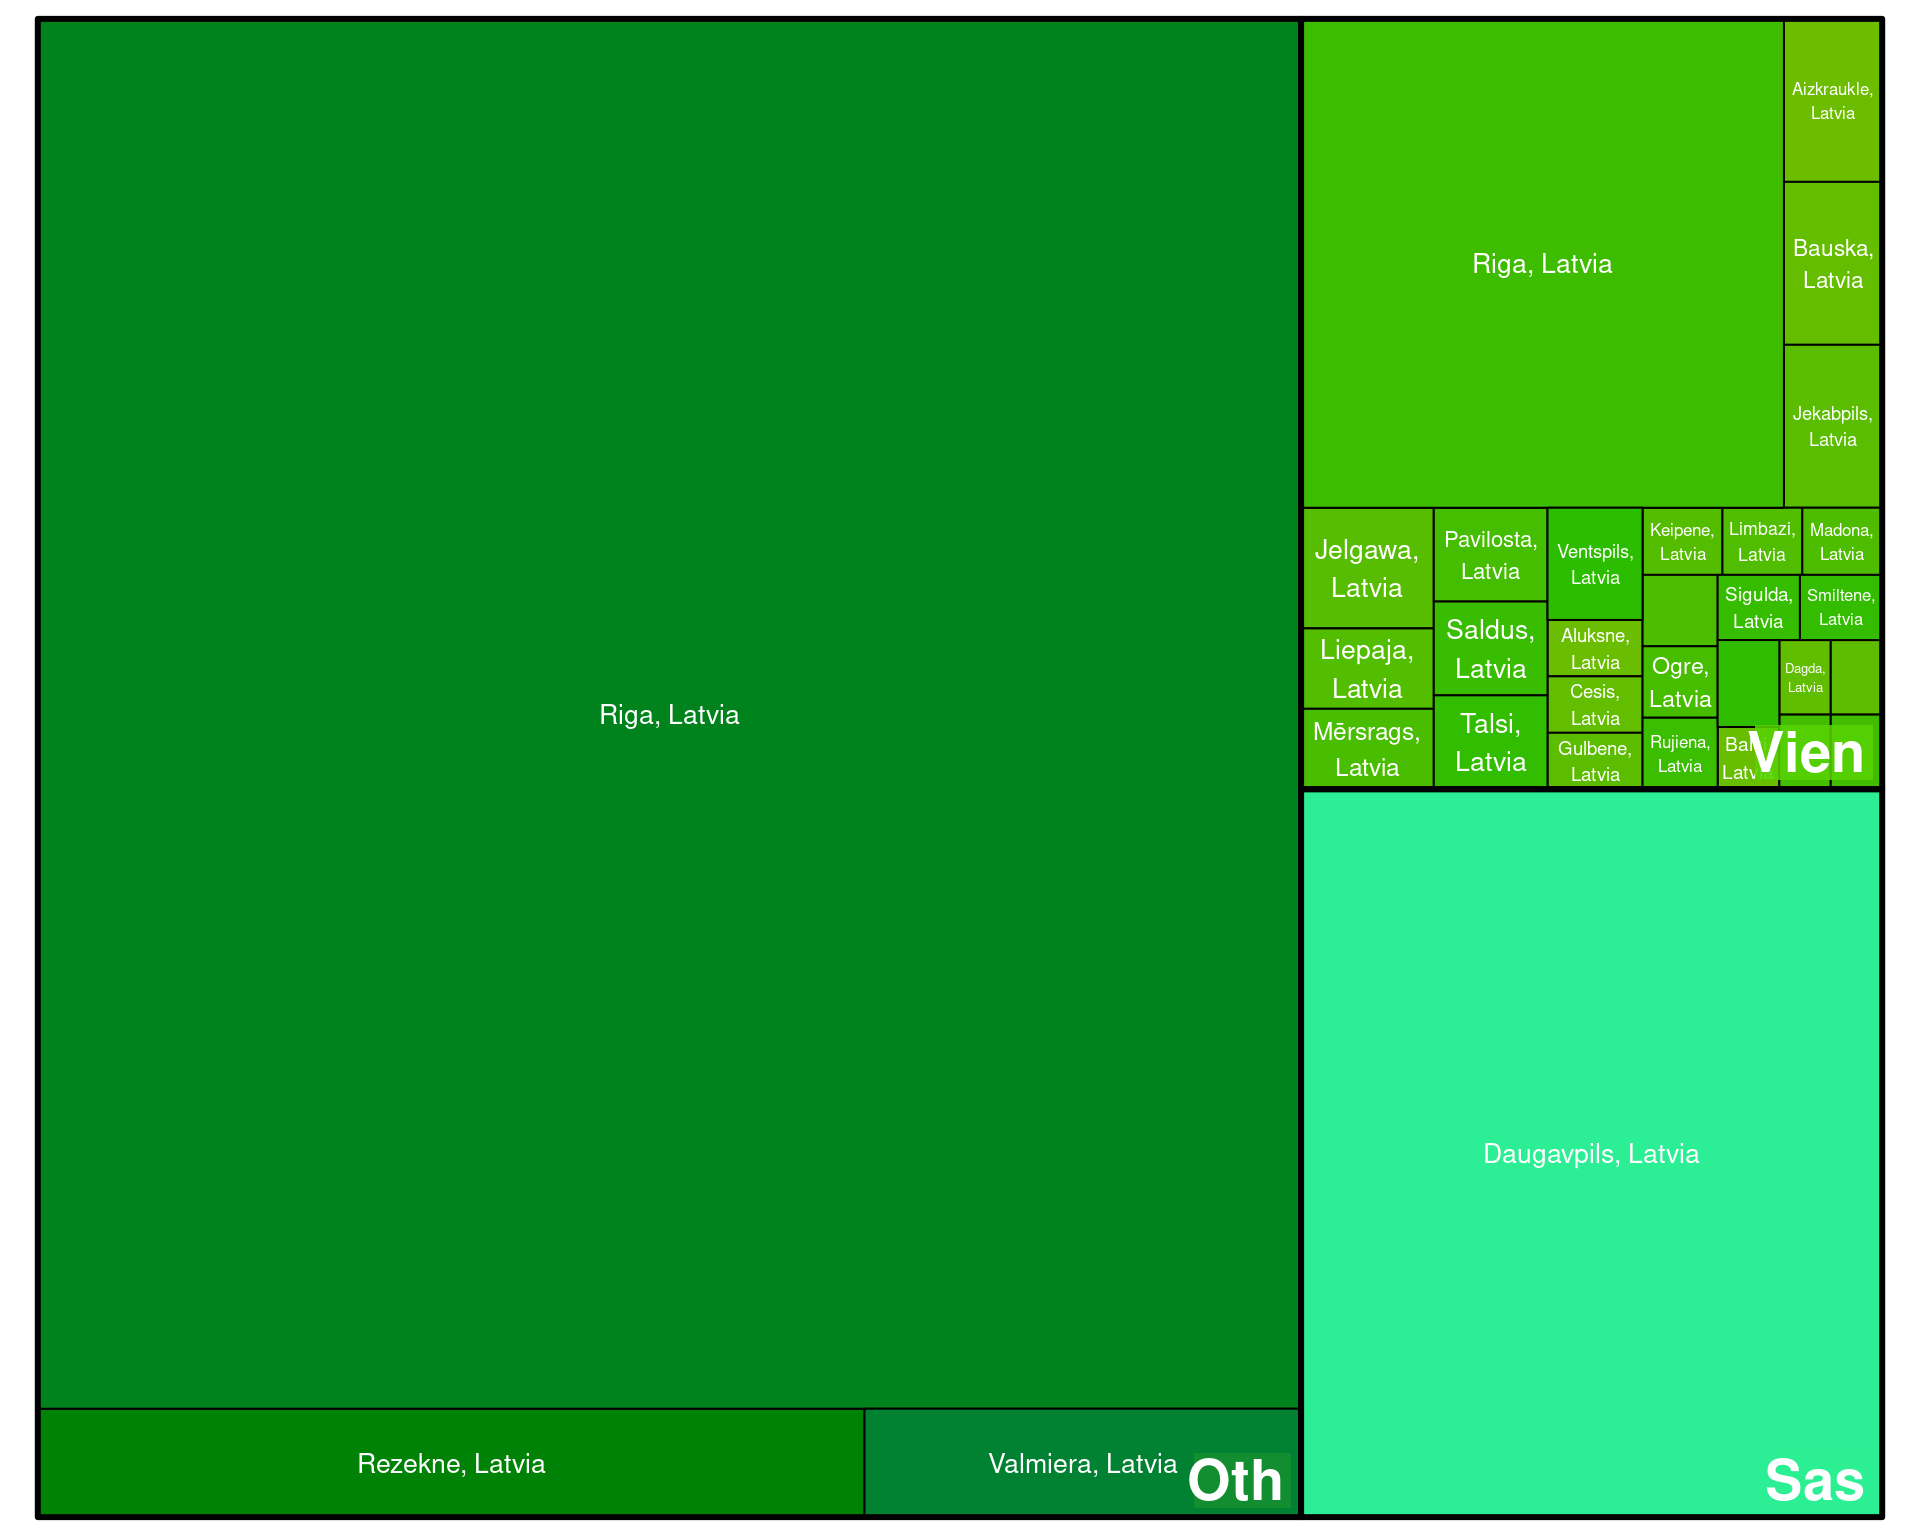 Riga, Latvia
Rezekne, Latvia
Valmiera, Latvia
Oth
Riga, Latvia
Aizkraukle,
Latvia
Bauska,
Latvia
Jekabpils,
Latvia
Jelgawa,
Latvia
Liepaja,
Latvia
Mērsrags,
Latvia
Pavilosta,
Latvia
Saldus,
Latvia
Talsi,
Latvia
Ventspils,
Latvia
Aluksne,
Latvia
Cesis,
Latvia
Gulbene,
Latvia
Keipene,
Latvia
Limbazi,
Latvia
Madona,
Latvia
Ogre,
Latvia
Rujiena,
Latvia
Sigulda,
Latvia
Smiltene,
Latvia
Dagda,
Latvia
Latvia
Vien
Daugavpils, Latvia
Sas